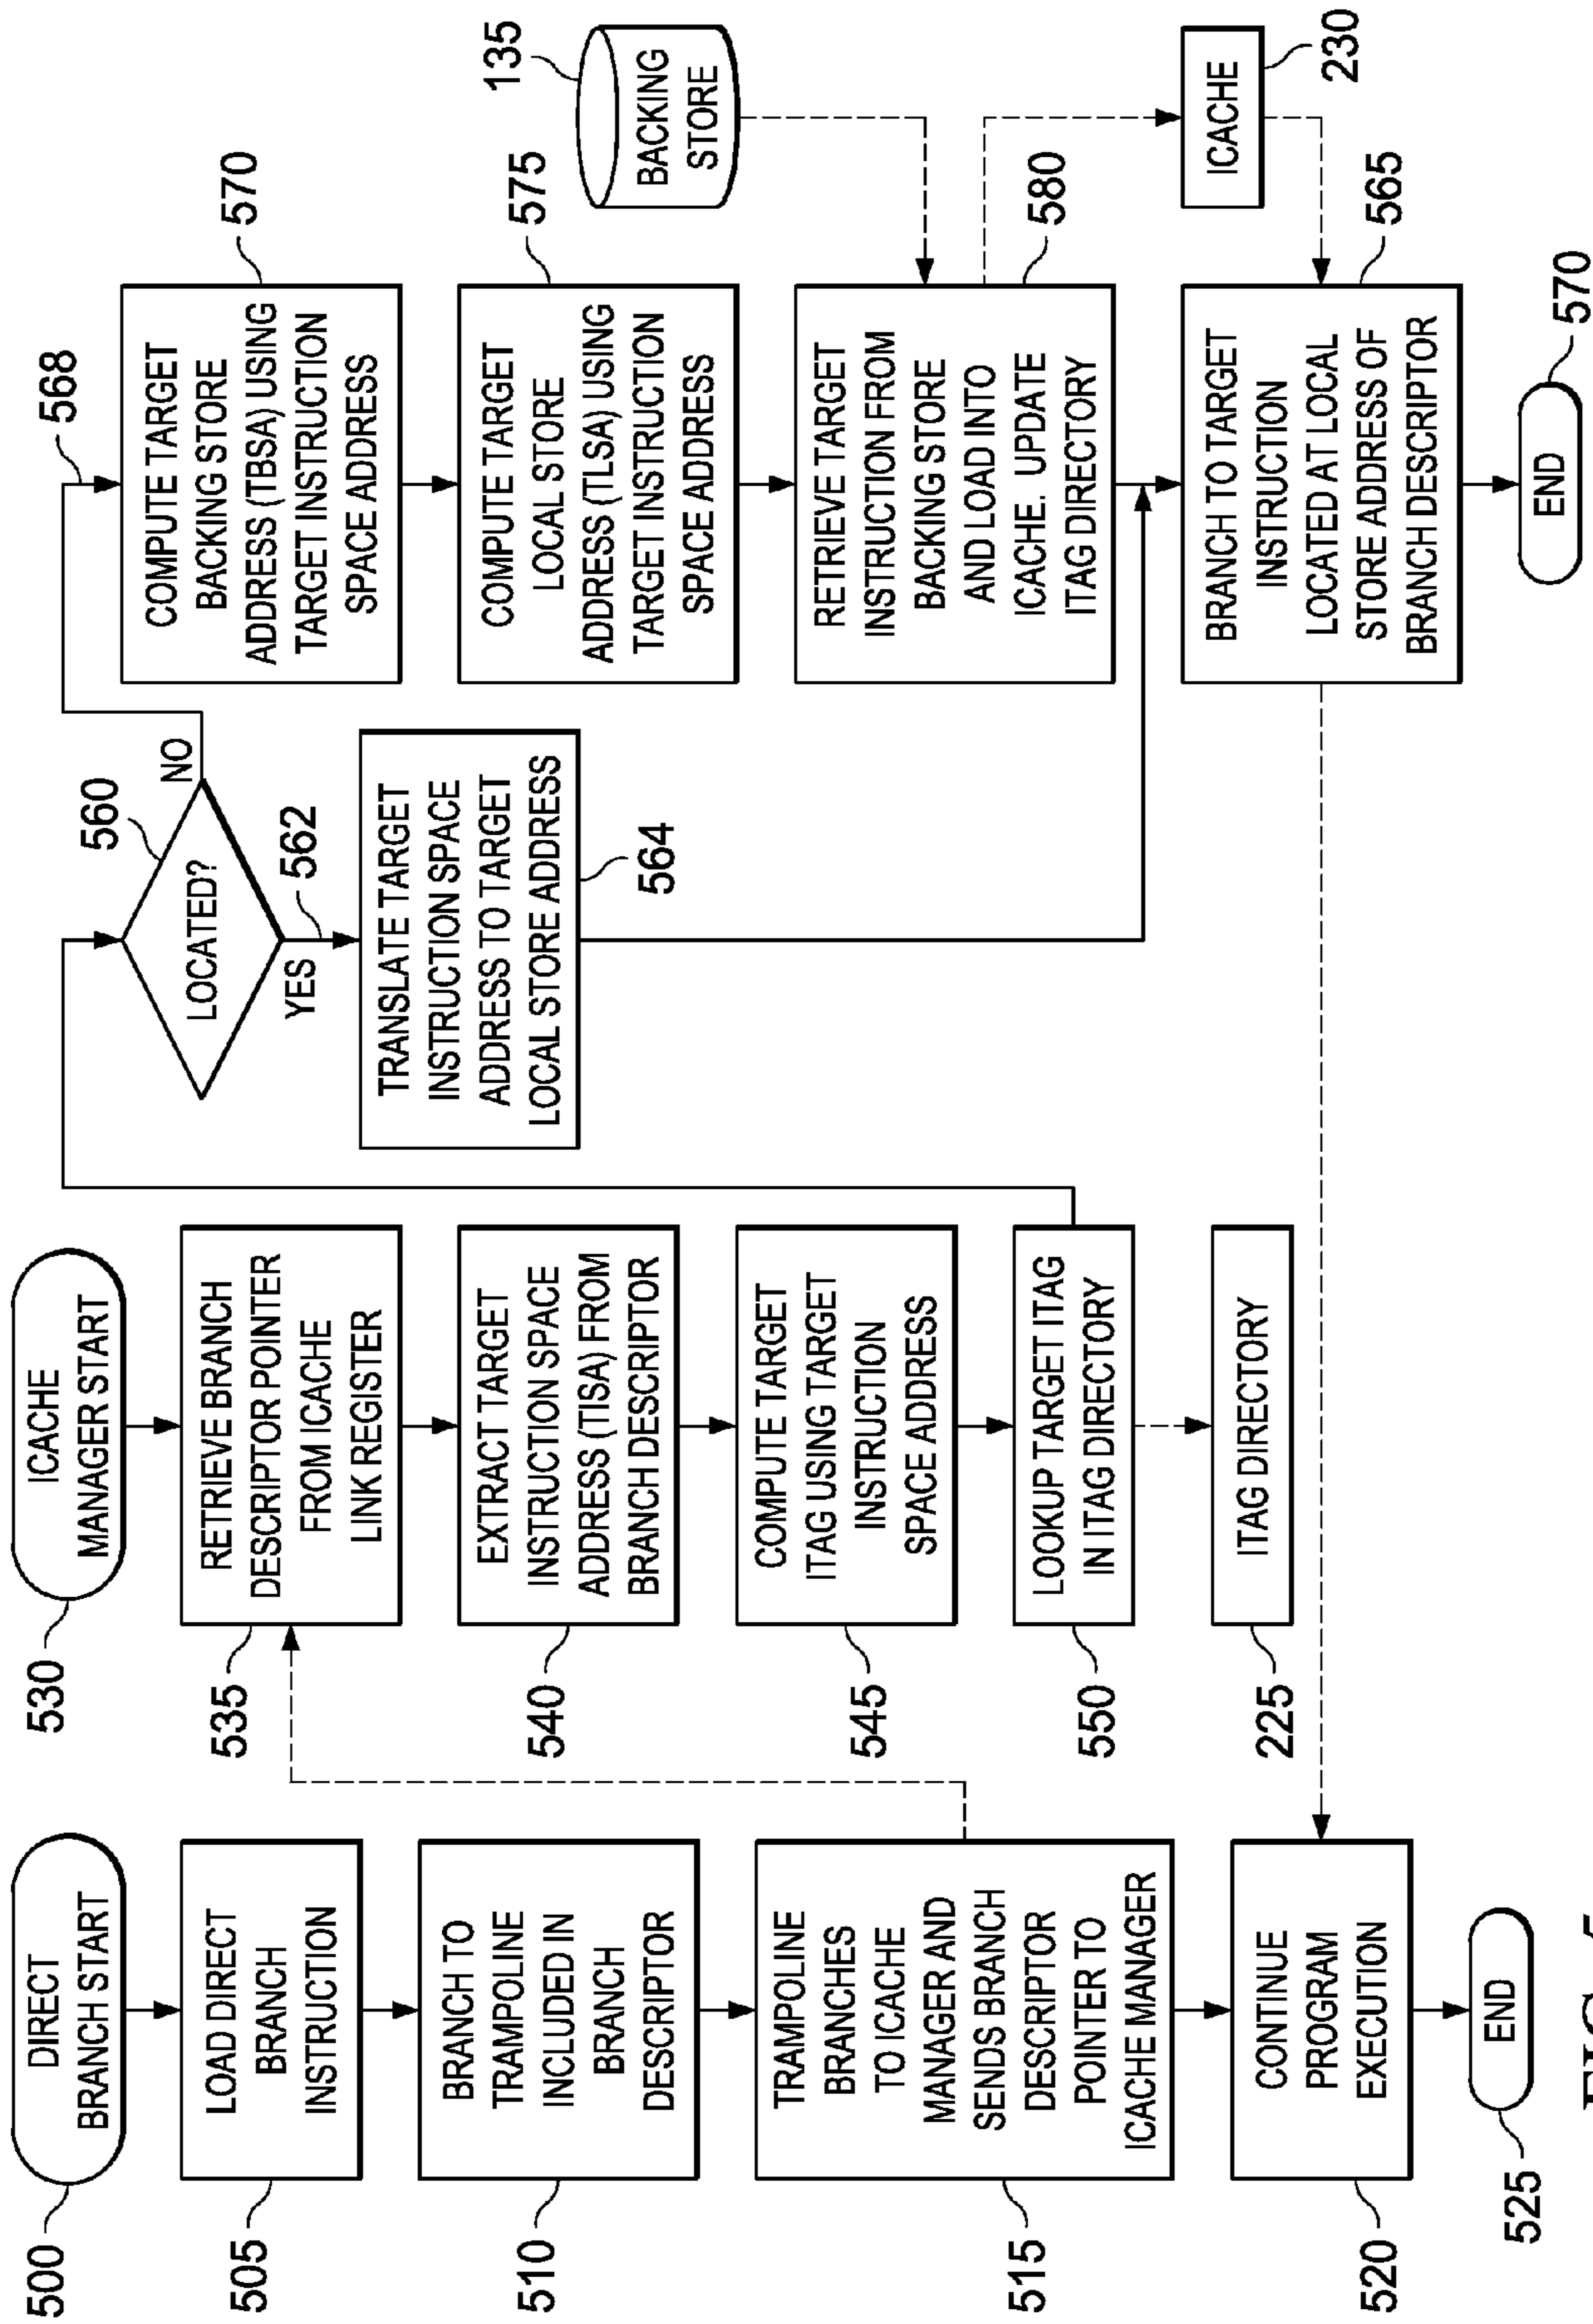 500
DIRECT
BRANCH START
505
LOAD DIRECT
BRANCH
INSTRUCTION
510
BRANCH TO
TRAMPOLINE
INCLUDED IN
BRANCH
DESCRIPTOR
515
TRAMPOLINE
BRANCHES
TO ICACHE
MANAGER AND
SENDS BRANCH
DESCRIPTOR
POINTER TO
ICACHE MANAGER
520
CONTINUE
PROGRAM
EXECUTION
525
END
530
ICACHE
MANAGER START
535
RETRIEVE BRANCH
DESCRIPTOR POINTER
FROM ICACHE
LINK REGISTER
540
EXTRACT TARGET
INSTRUCTION SPACE
ADDRESS (TISA) FROM
BRANCH DESCRIPTOR
545
COMPUTE TARGET
ITAG USING TARGET
INSTRUCTION
SPACE ADDRESS
550
LOOKUP TARGET ITAG
IN ITAG DIRECTORY
225
ITAG DIRECTORY
560
LOCATED?
NO
YES
562
TRANSLATE TARGET
INSTRUCTION SPACE
ADDRESS TO TARGET
LOCAL STORE ADDRESS
564
568
570
COMPUTE TARGET
BACKING STORE
ADDRESS (TBSA) USING
TARGET INSTRUCTION
SPACE ADDRESS
575
COMPUTE TARGET
LOCAL STORE
ADDRESS (TLSA) USING
TARGET INSTRUCTION
SPACE ADDRESS
135
BACKING
STORE
580
RETRIEVE TARGET
INSTRUCTION FROM
BACKING STORE
AND LOAD INTO
ICACHE. UPDATE
ITAG DIRECTORY
ICACHE
230
565
BRANCH TO TARGET
INSTRUCTION
LOCATED AT LOCAL
STORE ADDRESS OF
BRANCH DESCRIPTOR
END
570